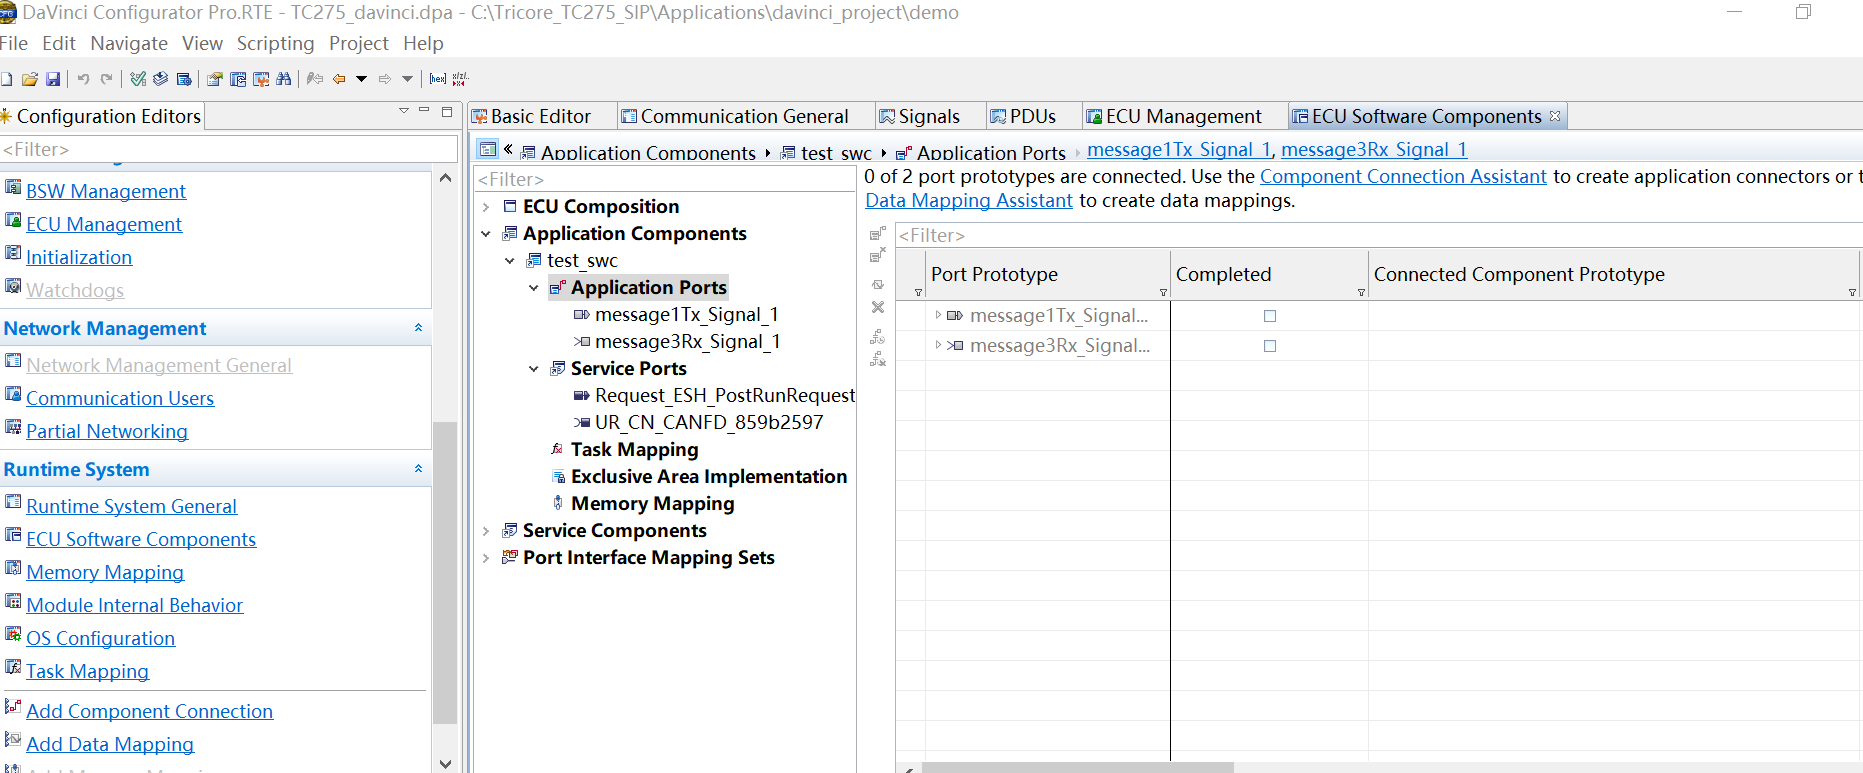 DaVinci Configurator Pro.RTE - TC275_davinci.dpa - C:\Tricore_TC275_SIP\Applications\davinci_project\demo
File Edit Navigate View Scripting Project Help
Configuration Editors
<Filter>
BSW Management
ECU Management
Initialization
Watchdogs
Network Management
Network Management General
Communication Users
Partial Networking
Runtime System
Runtime System General
ECU Software Components
Memory Mapping
Module Internal Behavior
OS Configuration
Task Mapping
Add Component Connection
Add Data Mapping
Basic Editor
Communication General
Signals
PDUs
ECU Management
ECU Software Components
Application Components test_swc Application Ports message1Tx_Signal_1, message3Rx_Signal_1
<Filter>
ECU Composition
Application Components
test_swc
Application Ports
message1Tx_Signal_1
message3Rx_Signal_1
Service Ports
Request_ESH_PostRunRequest
UR_CN_CANFD_859b2597
Task Mapping
Exclusive Area Implementation
Memory Mapping
Service Components
Port Interface Mapping Sets
0 of 2 port prototypes are connected. Use the Component Connection Assistant to create application connectors or
Data Mapping Assistant to create data mappings.
<Filter>
Port Prototype Completed Connected Component Prototype
message1Tx_Signal...
message3Rx_Signal...